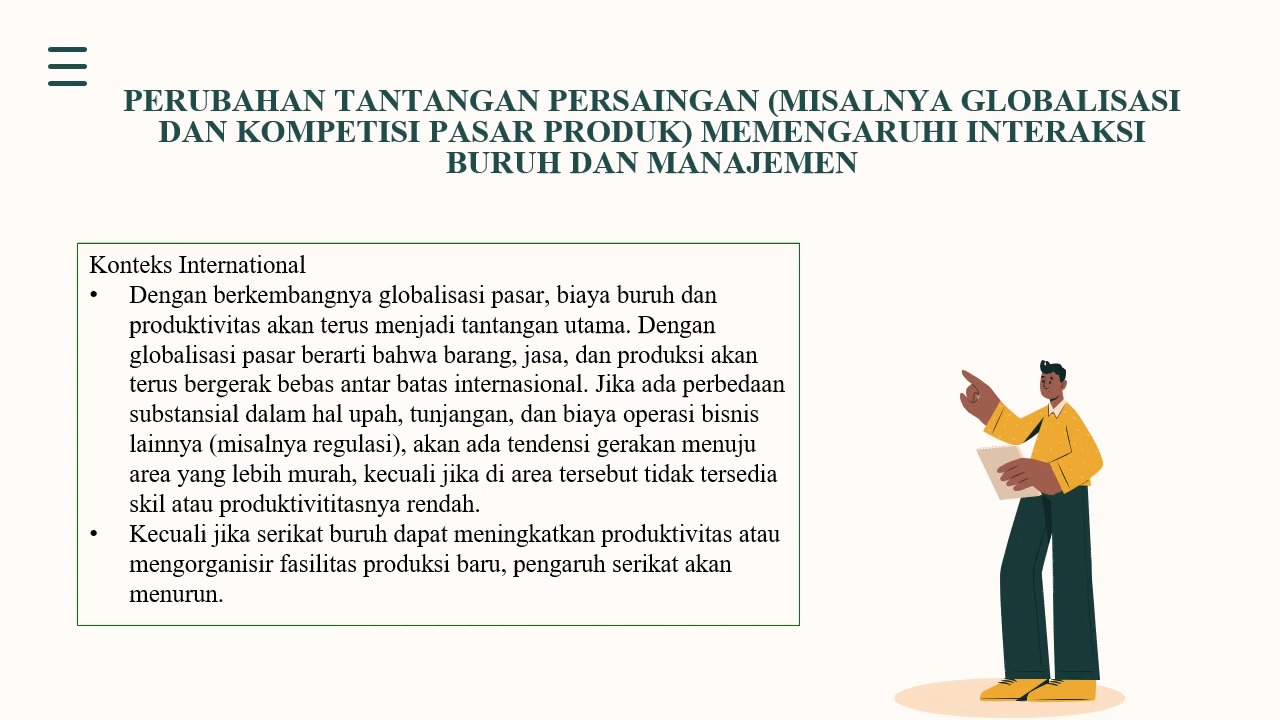 PERUBAHAN TANTANGAN PERSAINGAN (MISALNYA GLOBALISASI
DAN KOMPETISI PASAR PRODUK) MEMENGARUHI INTERAKSI
BURUH DAN MANAJEMEN
Konteks International
• Dengan berkembangnya globalisasi pasar, biaya buruh dan
produktivitas akan terus menjadi tantangan utama. Dengan
globalisasi pasar berarti bahwa barang, jasa, dan produksi akan
terus bergerak bebas antar batas internasional. Jika ada perbedaan
substansial dalam hal upah, tunjangan, dan biaya operasi bisnis
lainnya (misalnya regulasi), akan ada tendensi gerakan menuju
area yang lebih murah, kecuali jika di area tersebut tidak tersedia
skil atau produktivititasnya rendah.
• Kecuali jika serikat buruh dapat meningkatkan produktivitas atau
mengorganisir fasilitas produksi baru, pengaruh serikat akan
menurun.